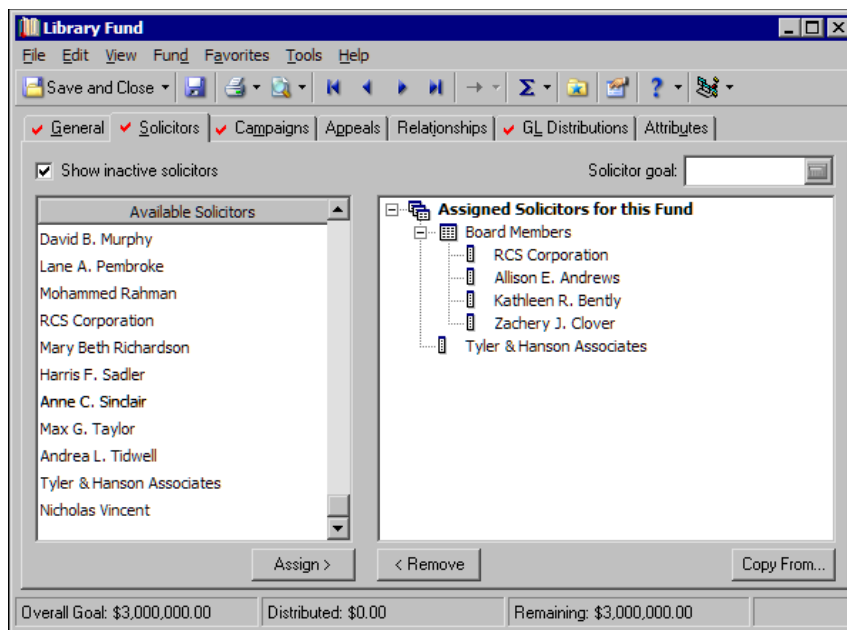 Library Fund
File Edit View Fund Favorites Tools Help
Save and Close
General Solicitors Campaigns Appeals Relationships GL Distributions Attributes
Show inactive solicitors
Solicitor goal:
Available Solicitors
David B. Murphy
Lane A. Pembroke
Mohammed Rahman
RCS Corporation
Mary Beth Richardson
Harris F. Sadler
Anne C. Sinclair
Max G. Taylor
Andrea L. Tidwell
Tyler & Hanson Associates
Nicholas Vincent
Assigned Solicitors for this Fund
Board Members
RCS Corporation
Allison E. Andrews
Kathleen R. Bently
Zachery J. Clover
Tyler & Hanson Associates
Assign > < Remove Copy From...
Overall Goal: $3,000,000.00 Distributed: $0.00 Remaining: $3,000,000.00